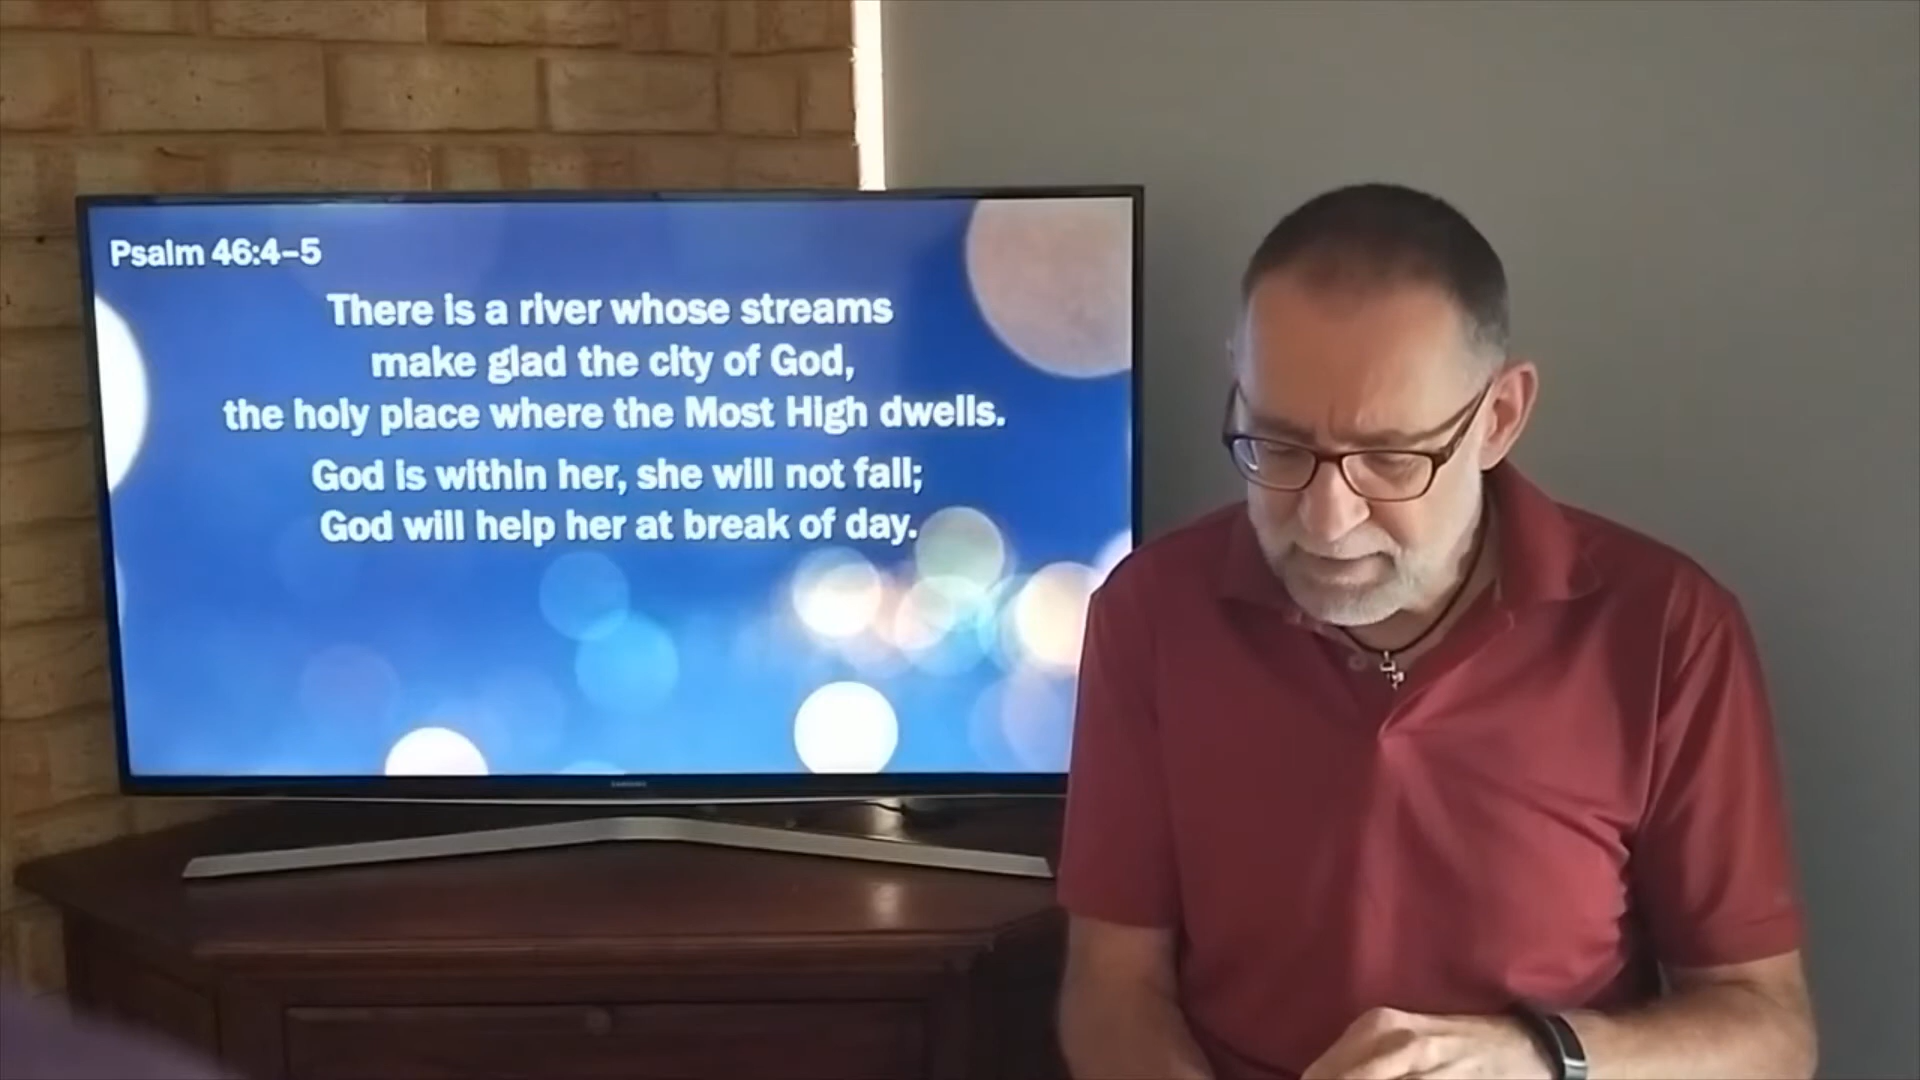 Psalm 46:4–5
There is a river whose streams
make glad the city of God,
the holy place where the Most High dwells.
God is within her, she will not fall;
God will help her at break of day.
SAMSUNG